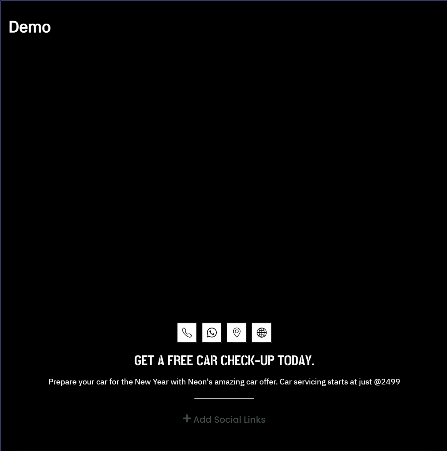 Demo
GET A FREE CAR CHECK-UP TODAY.
Prepare your car for the New Year with Neon's amazing car offer. Car servicing starts at just @2499
+ Add Social Links